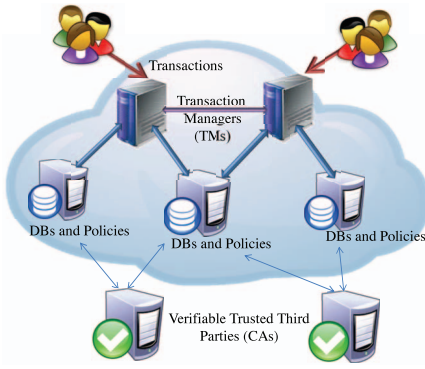 Transactions
Transaction
Managers
(TMs)
DBs and Policies
DBs and Policies
DBs and Policies
Verifiable Trusted Third
Parties (CAs)